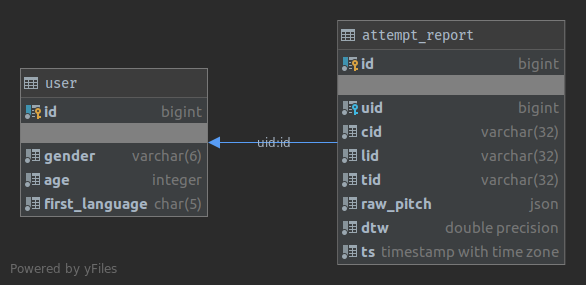 user
id bigint
gender varchar(6)
age integer
first_language char(5)
uid:id
attempt_report
id bigint
uid bigint
cid varchar(32)
lid varchar(32)
tid varchar(32)
raw_pitch json
dtw double precision
ts timestamp with time zone
Powered by yFiles